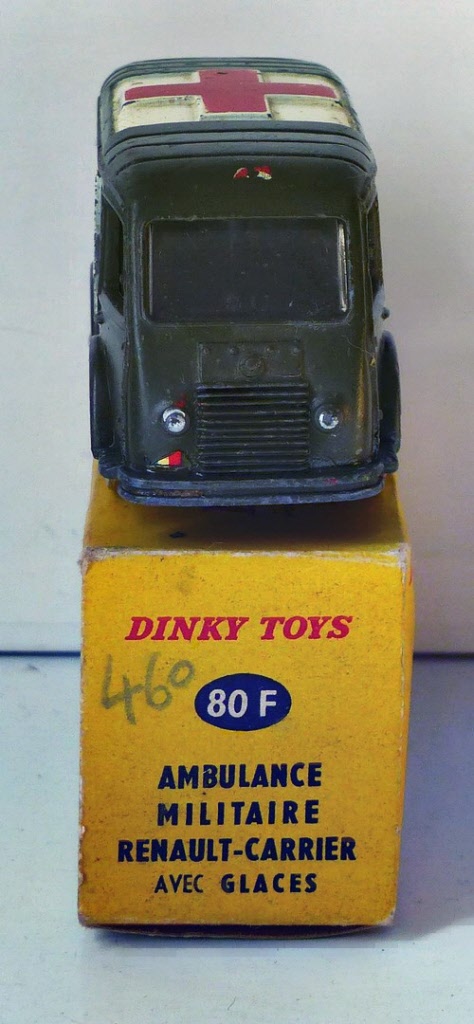 DINKY TOYS
460
80 F
AMBULANCE
MILITAIRE
RENAULT-CARRIER
AVEC GLACES